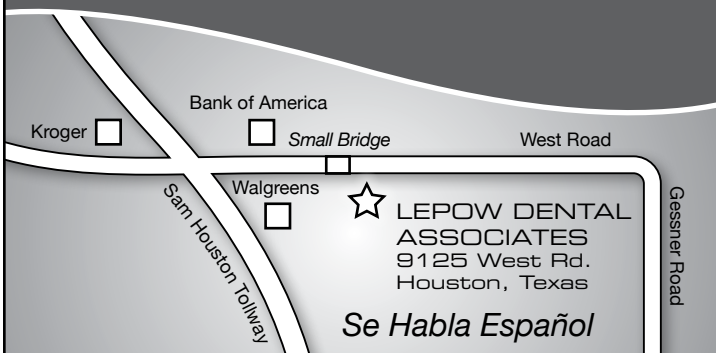 Bank of America
Kroger
Small Bridge
West Road
Walgreens
Sam Houston Tollway
Gessner Road
LEPOW DENTAL
ASSOCIATES
9125 West Rd.
Houston, Texas
Se Habla Español